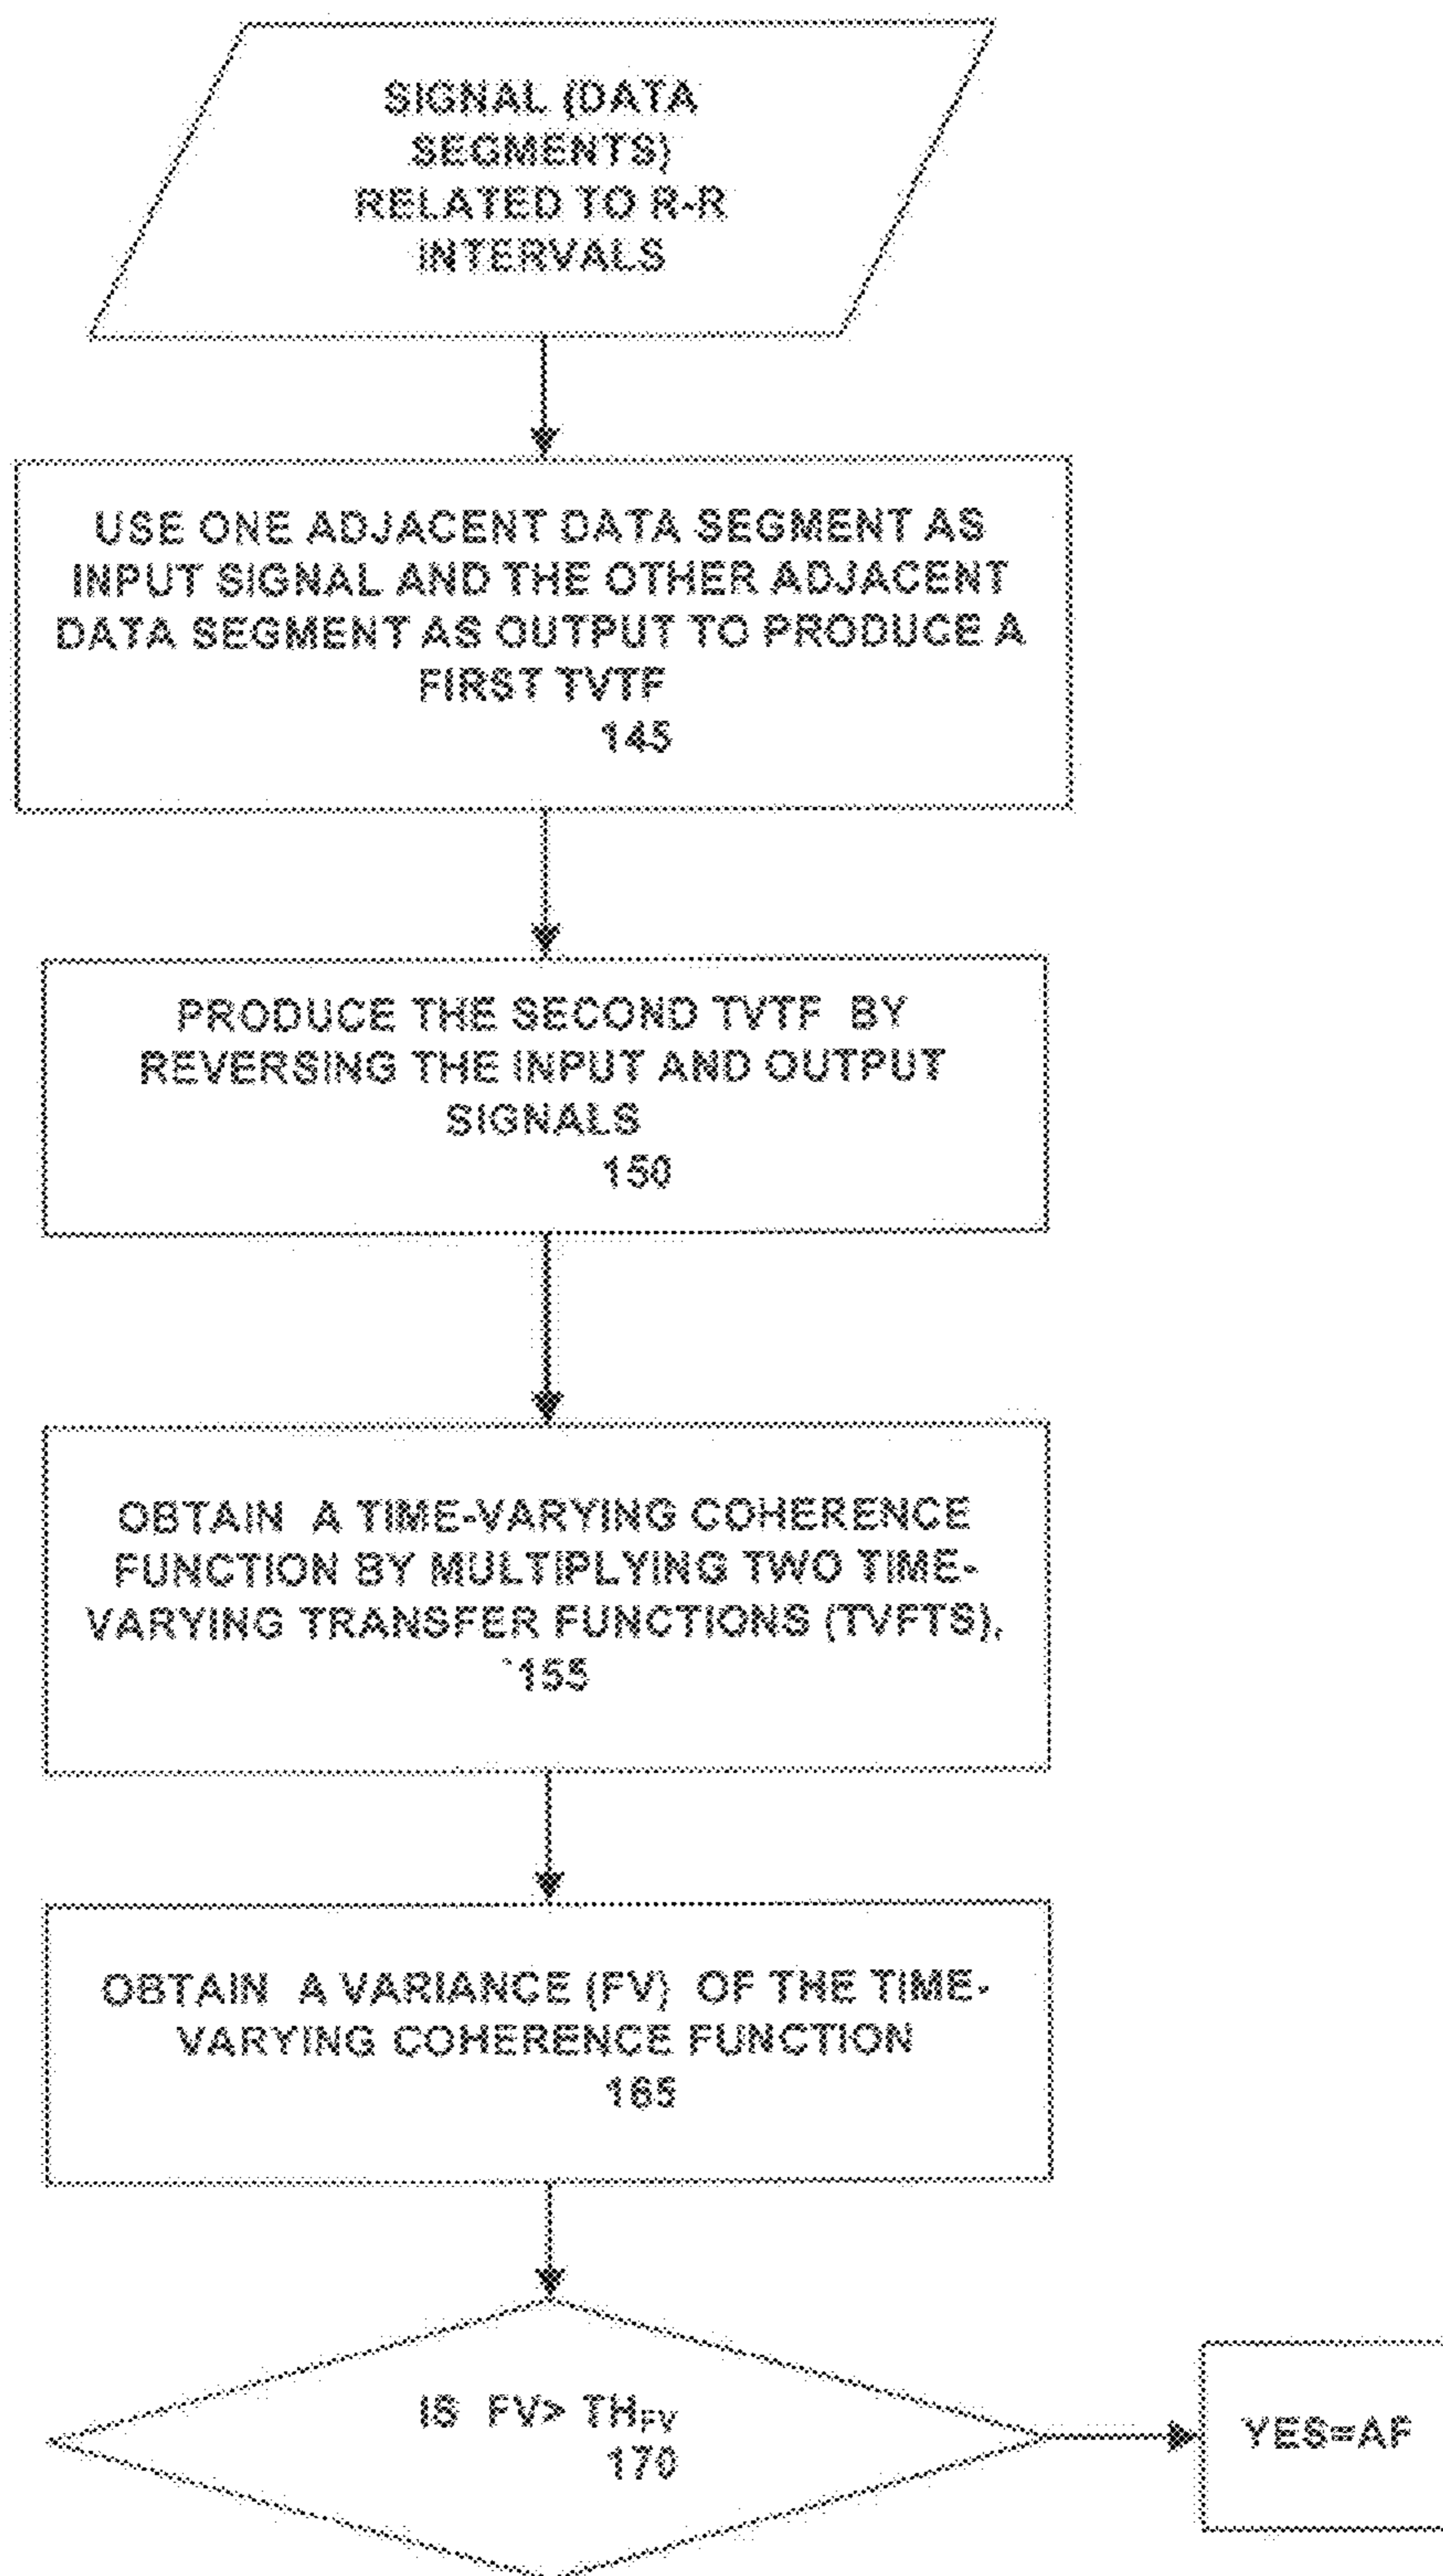 SIGNAL (DATA
SEGMENTS)
RELATED TO R-R
INTERVALS
USE ONE ADJACENT DATA SEGMENT AS
INPUT SIGNAL AND THE OTHER ADJACENT
DATA SEGMENT AS OUTPUT TO PRODUCE A
FIRST TVTF
145
PRODUCE THE SECOND TVTF BY
REVERSING THE INPUT AND OUTPUT
SIGNALS
150
OBTAIN A TIME-VARYING COHERENCE
FUNCTION BY MULTIPLYING TWO TIME-
VARYING TRANSFER FUNCTIONS (TVFTS),
155
OBTAIN A VARIANCE (FV) OF THE TIME-
VARYING COHERENCE FUNCTION
165
IS FV> TH_FV
170
YES=AF